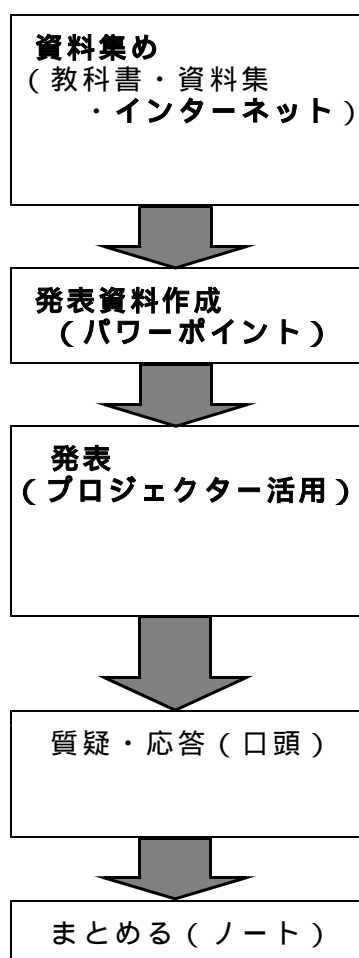 資料集め
(教科書・資料集
・インターネット)
発表資料作成
(パワーポイント)
発表
(プロジェクター活用)
質疑・応答(口頭)
まとめる(ノート)